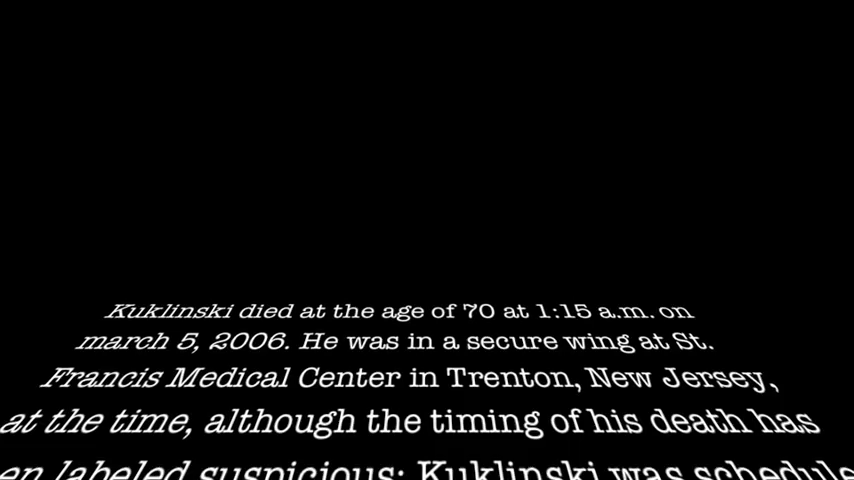 Kuklinski died at the age of 70 at 1:15 a.m. on
march 5, 2006. He was in a secure wing at St.
Francis Medical Center in Trenton, New Jersey,
at the time, although the timing of his death has
labeled suspicious; Kuklinski was